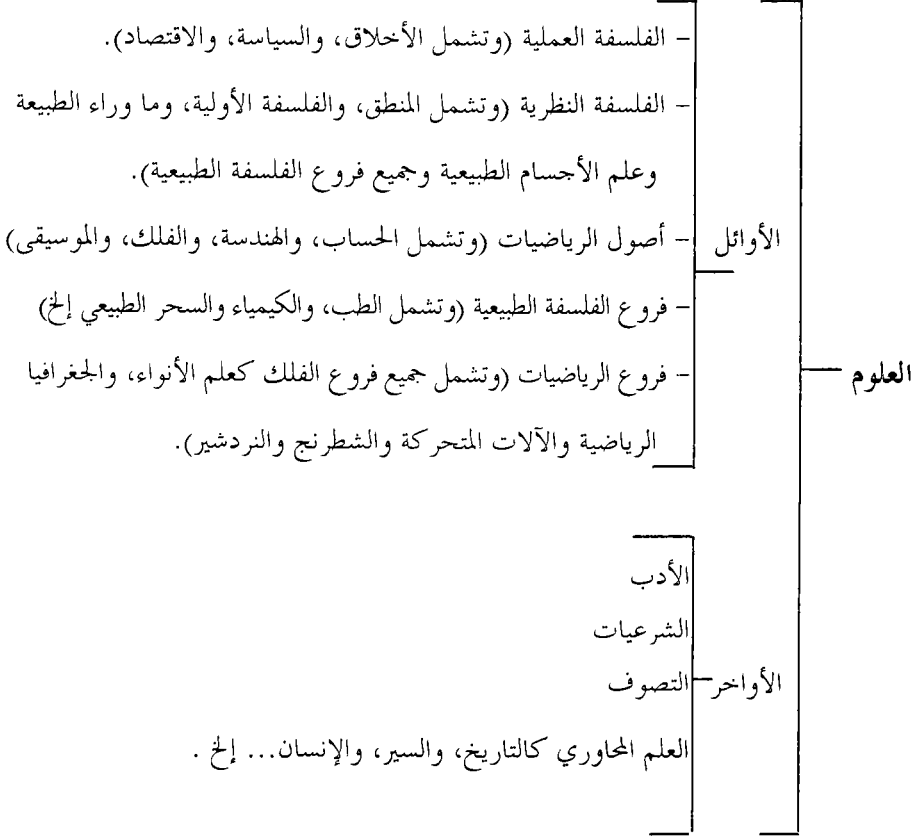 – الفلسفة العملية (وتشمل الأخلاق، والسياسة، والاقتصاد).
– الفلسفة النظرية (وتشمل المنطق، والفلسفة الأولية، وما وراء الطبيعة
وعلم الأجسام الطبيعية وجميع فروع الفلسفة الطبيعية).
الأوائل – أصول الرياضيات (وتشمل الحساب، والهندسة، والفلك، والموسيقى)
– فروع الفلسفة الطبيعية (وتشمل الطب، والكيمياء والسحر الطبيعي إلخ)
العلوم – فروع الرياضيات (وتشمل جميع فروع الفلك كعلم الأنواء، والجغرافيا
الرياضية والآلات المتحركة والشطرنج والنردشير).
الأدب
الشرعيات
الأواخر التصوف
العلم المحاوري كالتاريخ، والسير، والإنسان... إلخ .